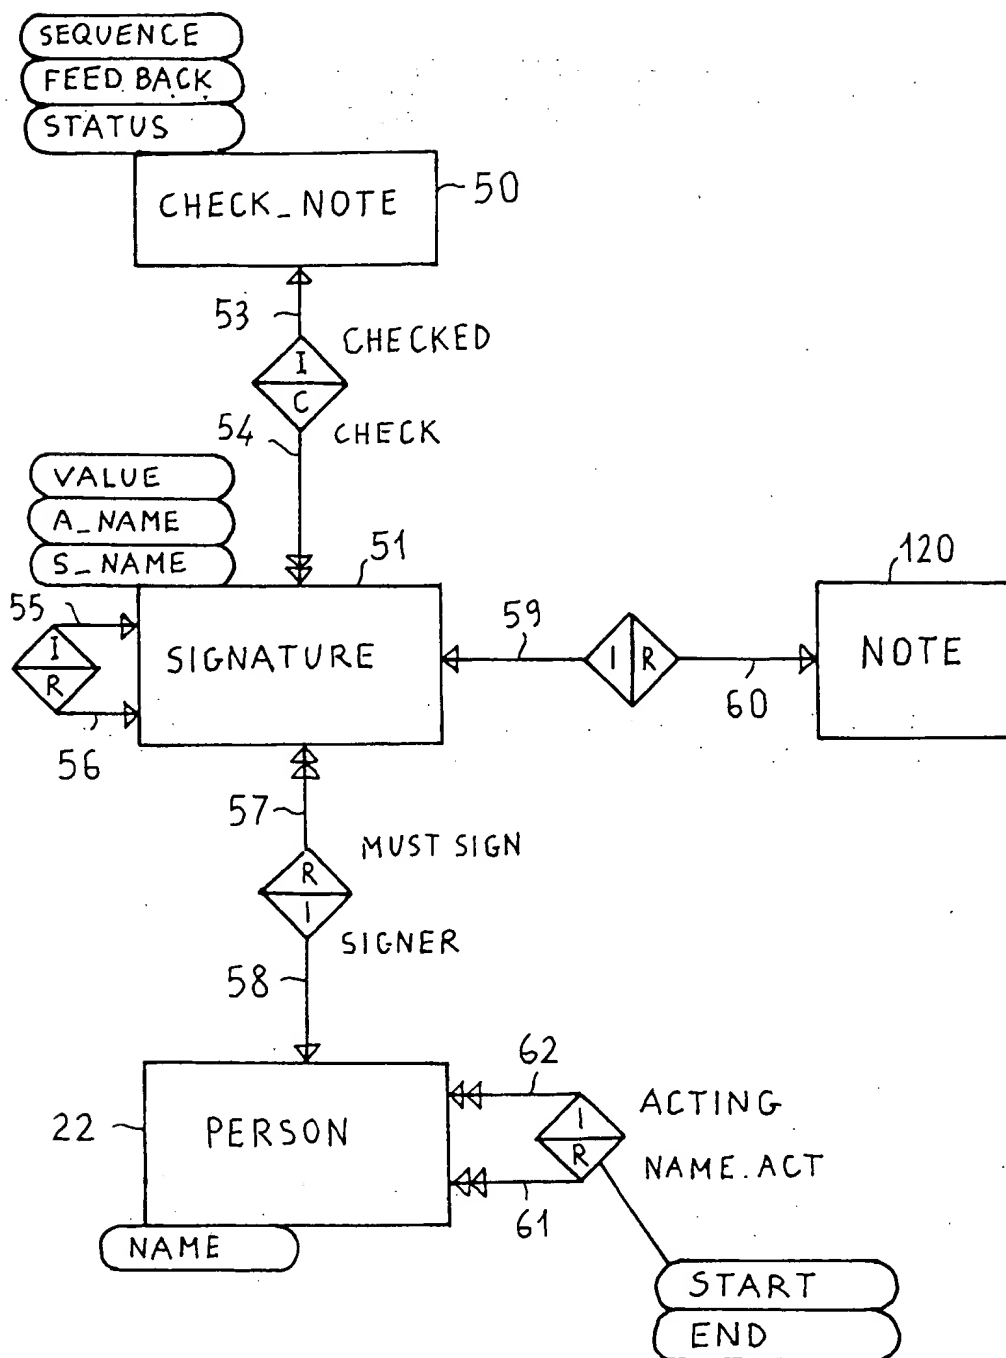 SEQUENCE
FEED BACK
STATUS
CHECK_NOTE
50
53
CHECKED
I
C
54
CHECK
VALUE
A_NAME
S_NAME
51
120
55
I
R
56
SIGNATURE
59
I R
60
NOTE
57
MUST SIGN
R
I
SIGNER
58
22
PERSON
NAME
62
ACTING
I
R
NAME.ACT
61
START
END